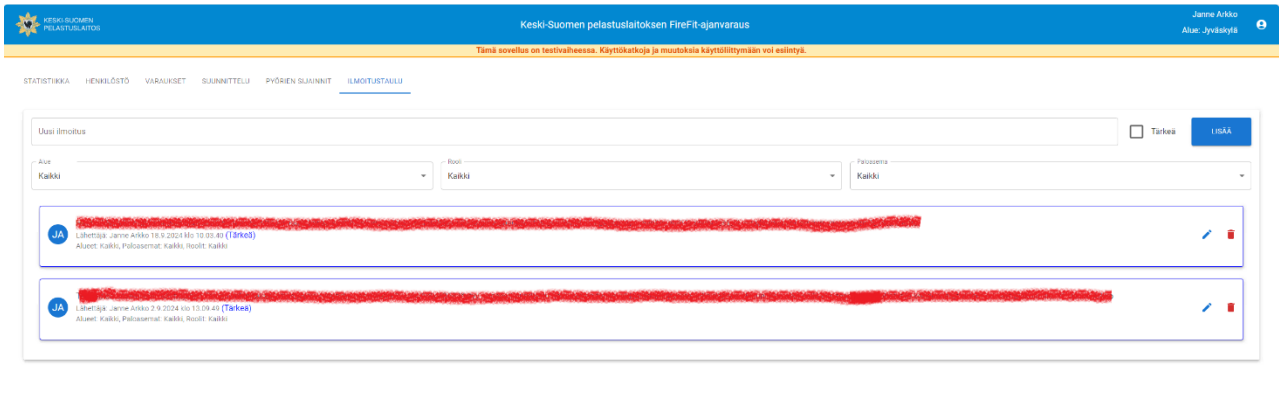 KESKI-SUOMEN
PELASTUSLAITOS
Keski-Suomen pelastuslaitoksen FireFit-ajanvaraus
Janne Arkko
Alue: Jyväskylä
Tämä sovellus on testivaiheessa. Käyttökatkoja ja muutoksia käyttöliittymään voi esiintyä.
STATISTIIKKA HENKILÖSTÖ VARAUKSET SUUNNITTELU PYÖRIEN SIJAINNIT ILMOITUSTAULU
Uusi ilmoitus
Tärkeä
LISÄÄ
Alue Rooli Paloasema
Kaikki Kaikki Kaikki
JA
Lähettäjä: Janne Arkko 18.9.2024 klo 10.03.40 (Tärkeä)
Alueet: Kaikki, Paloasemat: Kaikki, Roolit: Kaikki
JA
Lähettäjä: Janne Arkko 2.9.2024 klo 13.09.49 (Tärkeä)
Alueet: Kaikki, Paloasemat: Kaikki, Roolit: Kaikki